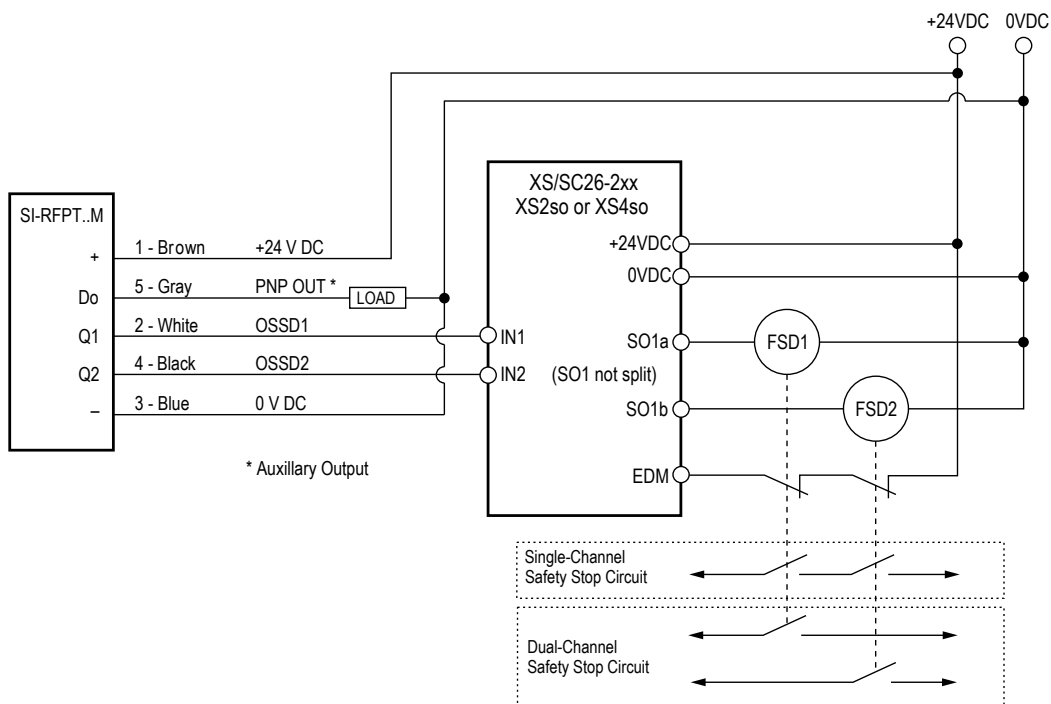 +24VDC 0VDC
XS/SC26-2xx
XS2so or XS4so
SI-RFPT..M
+24VDC
+ 1 - Brown +24 V DC
0VDC
Do 5 - Gray PNP OUT * LOAD
Q1 2 - White OSSD1 IN1
SO1a FSD1
Q2 4 - Black OSSD2 IN2 (SO1 not split)
– 3 - Blue 0 V DC
SO1b FSD2
* Auxillary Output
EDM
Single-Channel
Safety Stop Circuit
Dual-Channel
Safety Stop Circuit